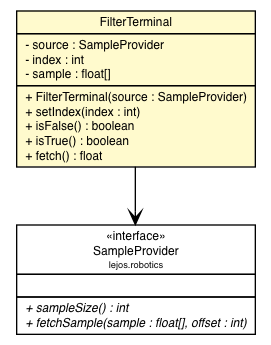 FilterTerminal
- source : SampleProvider
- index : int
- sample : float[]
+ FilterTerminal(source : SampleProvider)
+ setIndex(index : int)
+ isFalse() : boolean
+ isTrue() : boolean
+ fetch() : float
«interface»
SampleProvider
lejos.robotics
+ sampleSize() : int
+ fetchSample(sample : float[], offset : int)